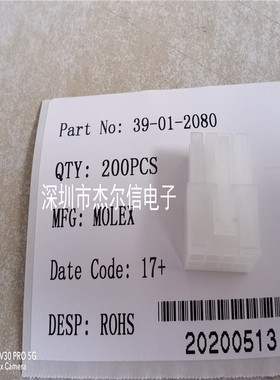 Part No: 39-01-2080
QTY: 200PCS
深圳市杰尔信电子
MFG: MOLEX
Date Code: 17+
DESP: ROHS
20200513
V30 PRO 5G
ex Camera